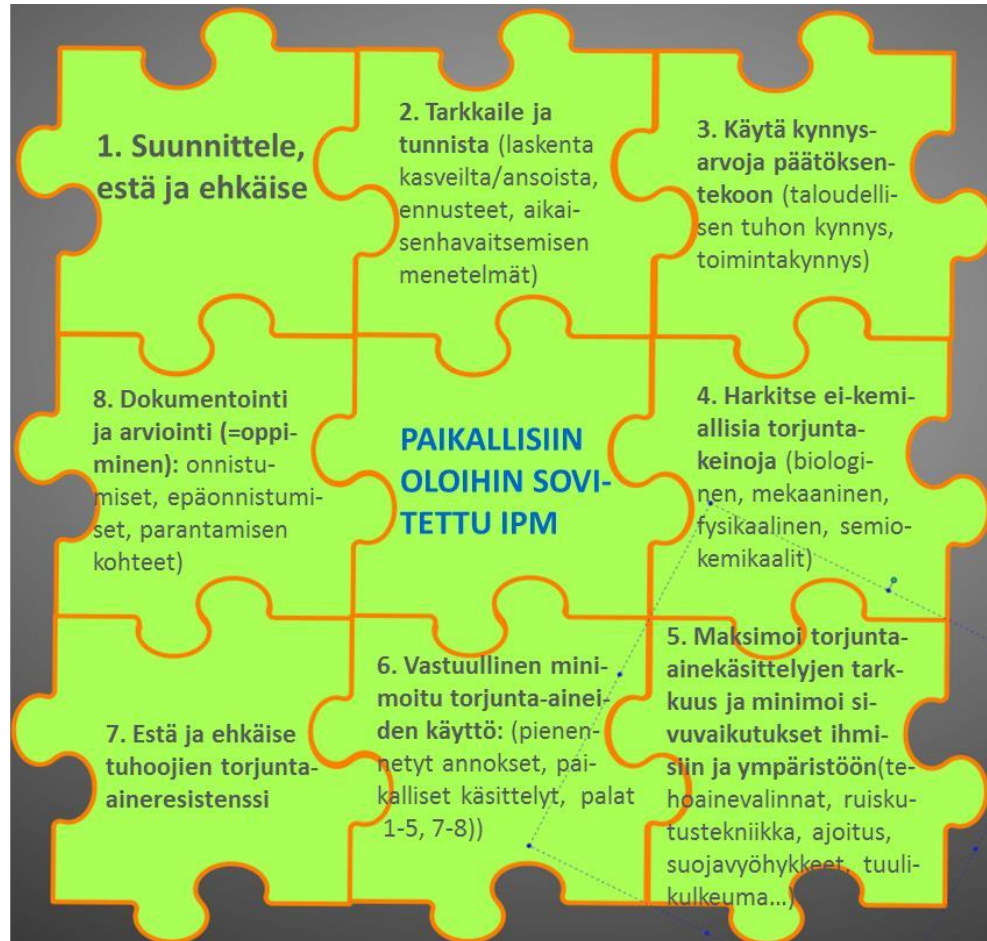 1. Suunnittele,
estä ja ehkäise
2. Tarkkaile ja
tunnista (laskenta
kasveilta/ansoista,
ennusteet, aikai-
senhavaitsemisen
menetelmät)
3. Käytä kynnys-
arvoja päätöksen-
tekoon (taloudelli-
sen tuhon kynnys,
toimintakynnys)
8. Dokumentointi
ja arviointi (=oppi-
minen): onnistu-
miset, epäonnistumi-
set, parantamisen
kohteet)
PAIKALLISIIN
OLOIHIN SOVI-
TETTU IPM
4. Harkitse ei-kemi-
allisia torjunta-
keinoja (biologi-
nen, mekaaninen,
fysikaalinen, semio-
kemikaalit)
7. Estä ja ehkäise
tuhoojien torjunta-
aineresistenssi
6. Vastuullinen mini-
moitu torjunta-ainei-
den käyttö: (pienen-
netyt annokset, pai-
kalliset käsittelyt, palat
1-5, 7-8))
5. Maksimoi torjunta-
ainekäsittelyjen tark-
kuus ja minimoi si-
vuvaikutukset ihmi-
siin ja ympäristöön(te-
hoainevalinnat, ruisku-
tustekniikka, ajoitus,
suojavyöhykkeet, tuuli-
kulkeuma...)